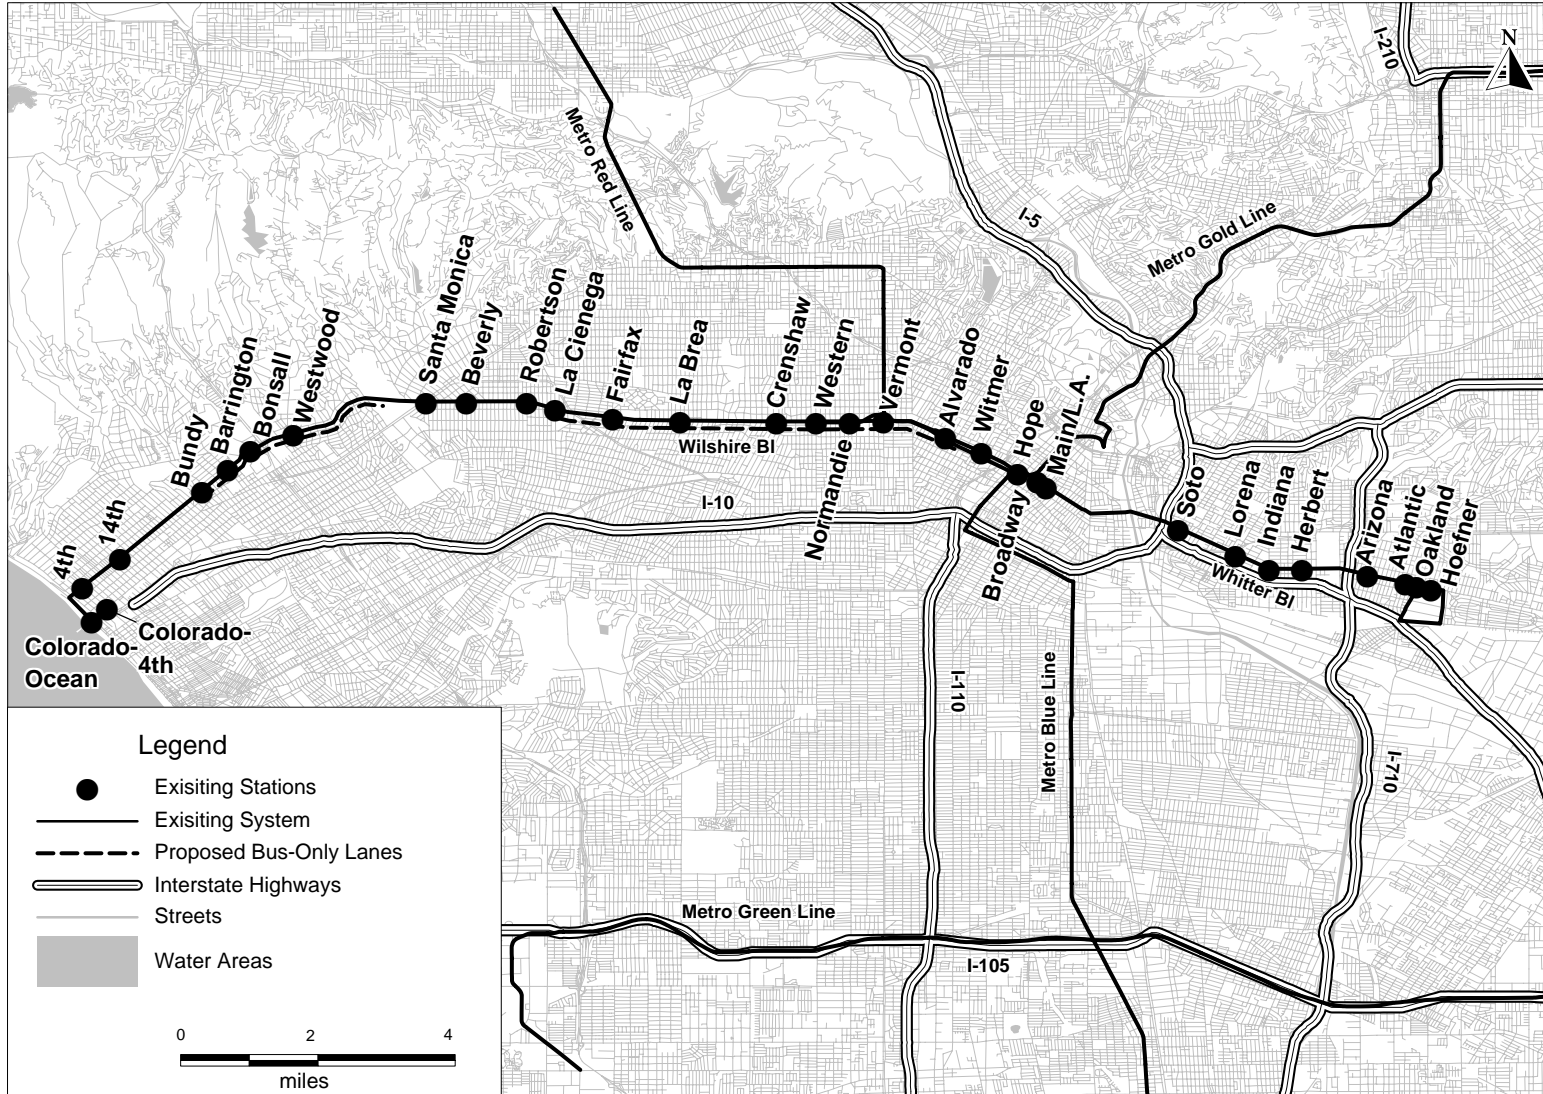 N
I-210
Metro Red Line
I-5
Metro Gold Line
Santa Monica
Beverly
Robertson
La Cienega
Fairfax
La Brea
Crenshaw
Western
Vermont
Alvarado
Witmer
Hope
Main/L.A.
Westwood
Bonsall
Barrington
Bundy
14th
4th
Wilshire Bl
Normandie
Broadway
I-10
Soto
Lorena
Indiana
Herbert
Arizona
Atlantic
Oakland
Hoefner
Whitter Bl
Colorado-
4th
Colorado-
Ocean
I-110
Metro Blue Line
I-710
Metro Green Line
I-105
Legend
Exisiting Stations
Exisiting System
Proposed Bus-Only Lanes
Interstate Highways
Streets
Water Areas
0 2 4
miles